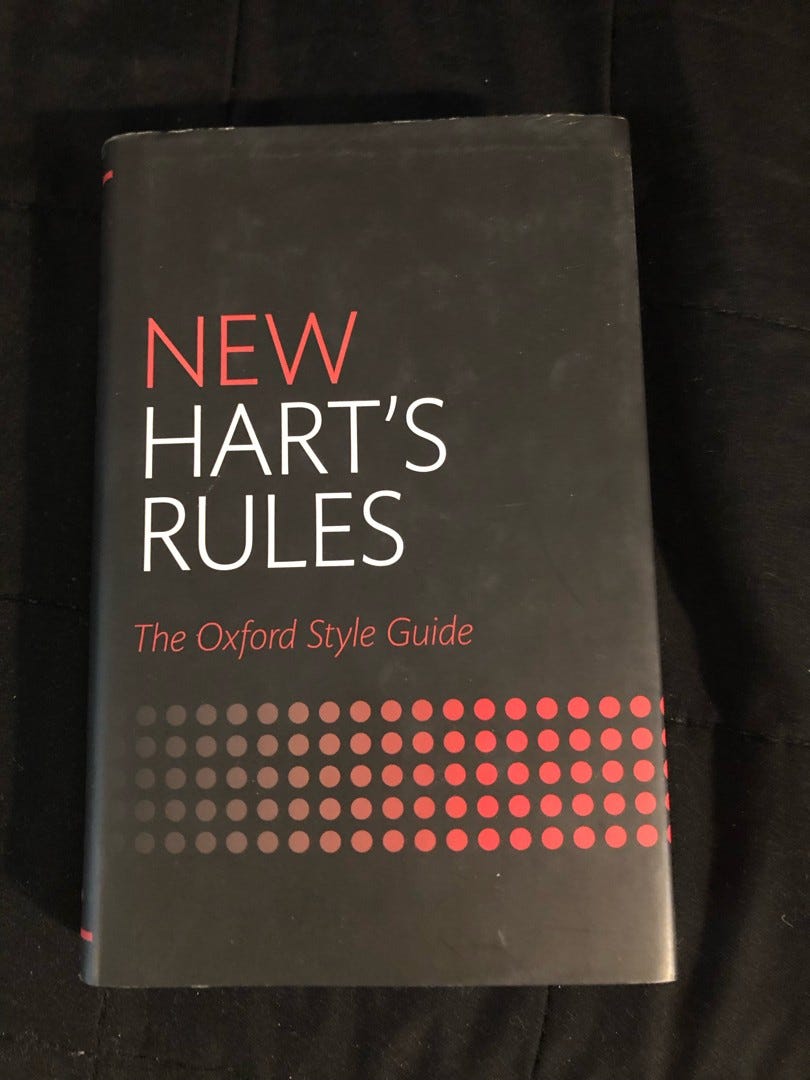 NEW
HART’S
RULES
The Oxford Style Guide